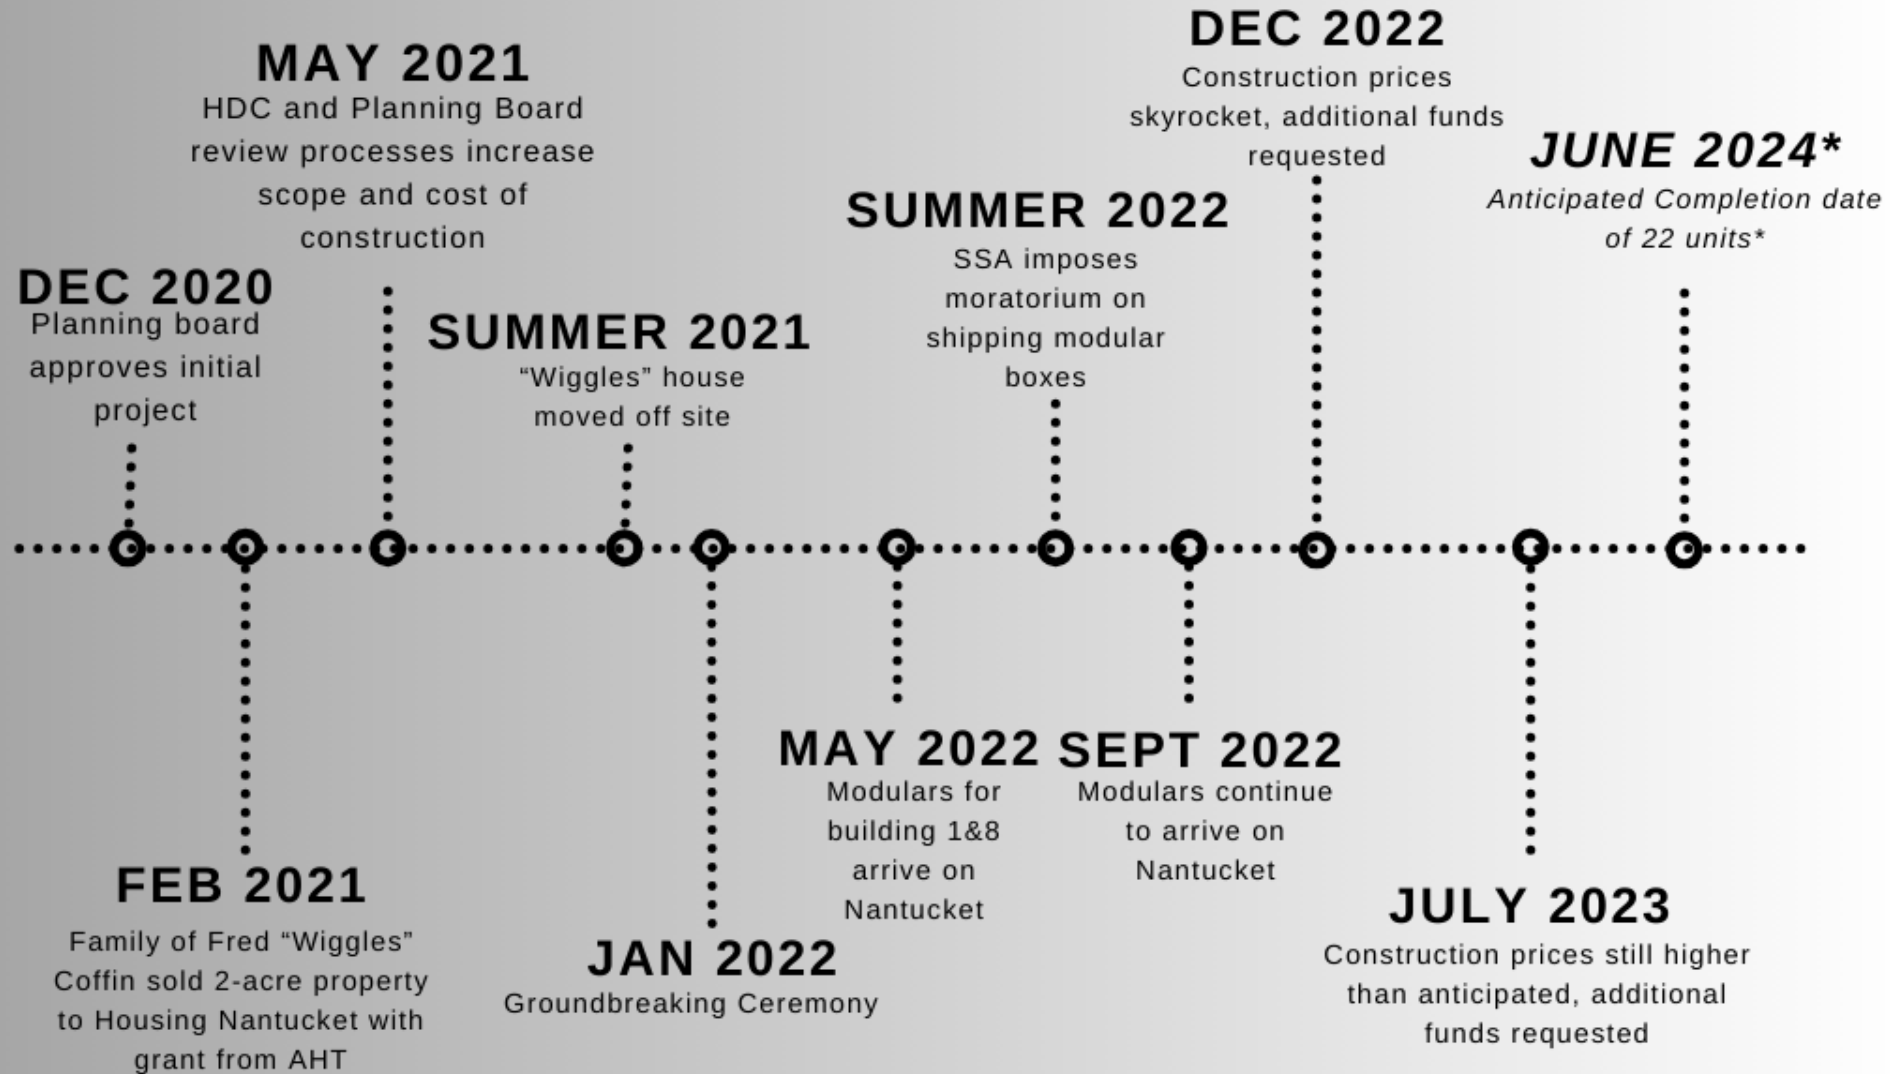 DEC 2020
Planning board
approves initial
project
FEB 2021
Family of Fred “Wiggles”
Coffin sold 2-acre property
to Housing Nantucket with
grant from AHT
MAY 2021
HDC and Planning Board
review processes increase
scope and cost of
construction
SUMMER 2021
“Wiggles” house
moved off site
JAN 2022
Groundbreaking Ceremony
MAY 2022
Modulars for
building 1&8
arrive on
Nantucket
SUMMER 2022
SSA imposes
moratorium on
shipping modular
boxes
SEPT 2022
Modulars continue
to arrive on
Nantucket
DEC 2022
Construction prices
skyrocket, additional funds
requested
JULY 2023
Construction prices still higher
than anticipated, additional
funds requested
JUNE 2024*
Anticipated Completion date
of 22 units*